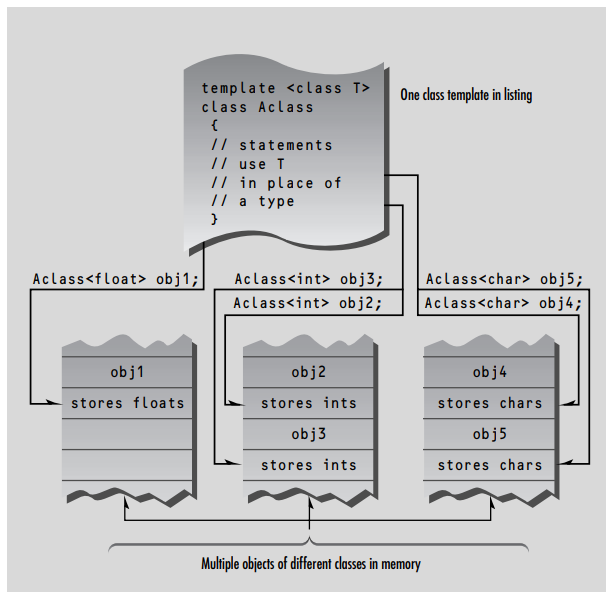 template <class T>
class Aclass
{
// statements
// use T
// in place of
// a type
}
One class template in listing
Aclass<float> obj1;
Aclass<int> obj3;
Aclass<int> obj2;
Aclass<char> obj5;
Aclass<char> obj4;
obj1
stores floats
obj2
stores ints
obj3
stores ints
obj4
stores chars
obj5
stores chars
Multiple objects of different classes in memory